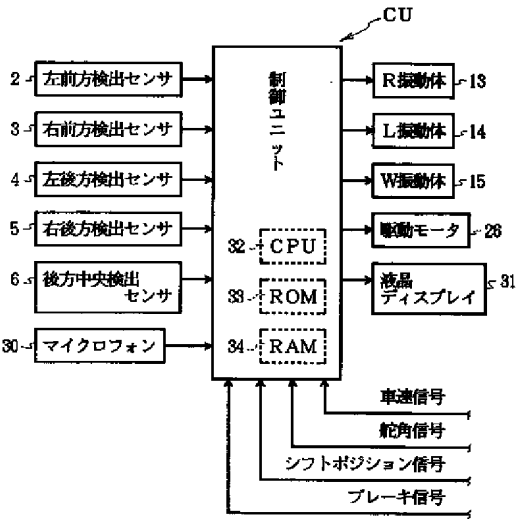 CU
2 左前方検出センサ
3 右前方検出センサ
4 左後方検出センサ
5 右後方検出センサ
6 後方中央検出
センサ
30 マイクロフォン
制御ユニット
32 CPU
33 ROM
34 RAM
R振動体 13
L振動体 14
W振動体 15
駆動モータ 26
液晶
ディスプレイ 31
車速信号
舵角信号
シフトポジション信号
ブレーキ信号